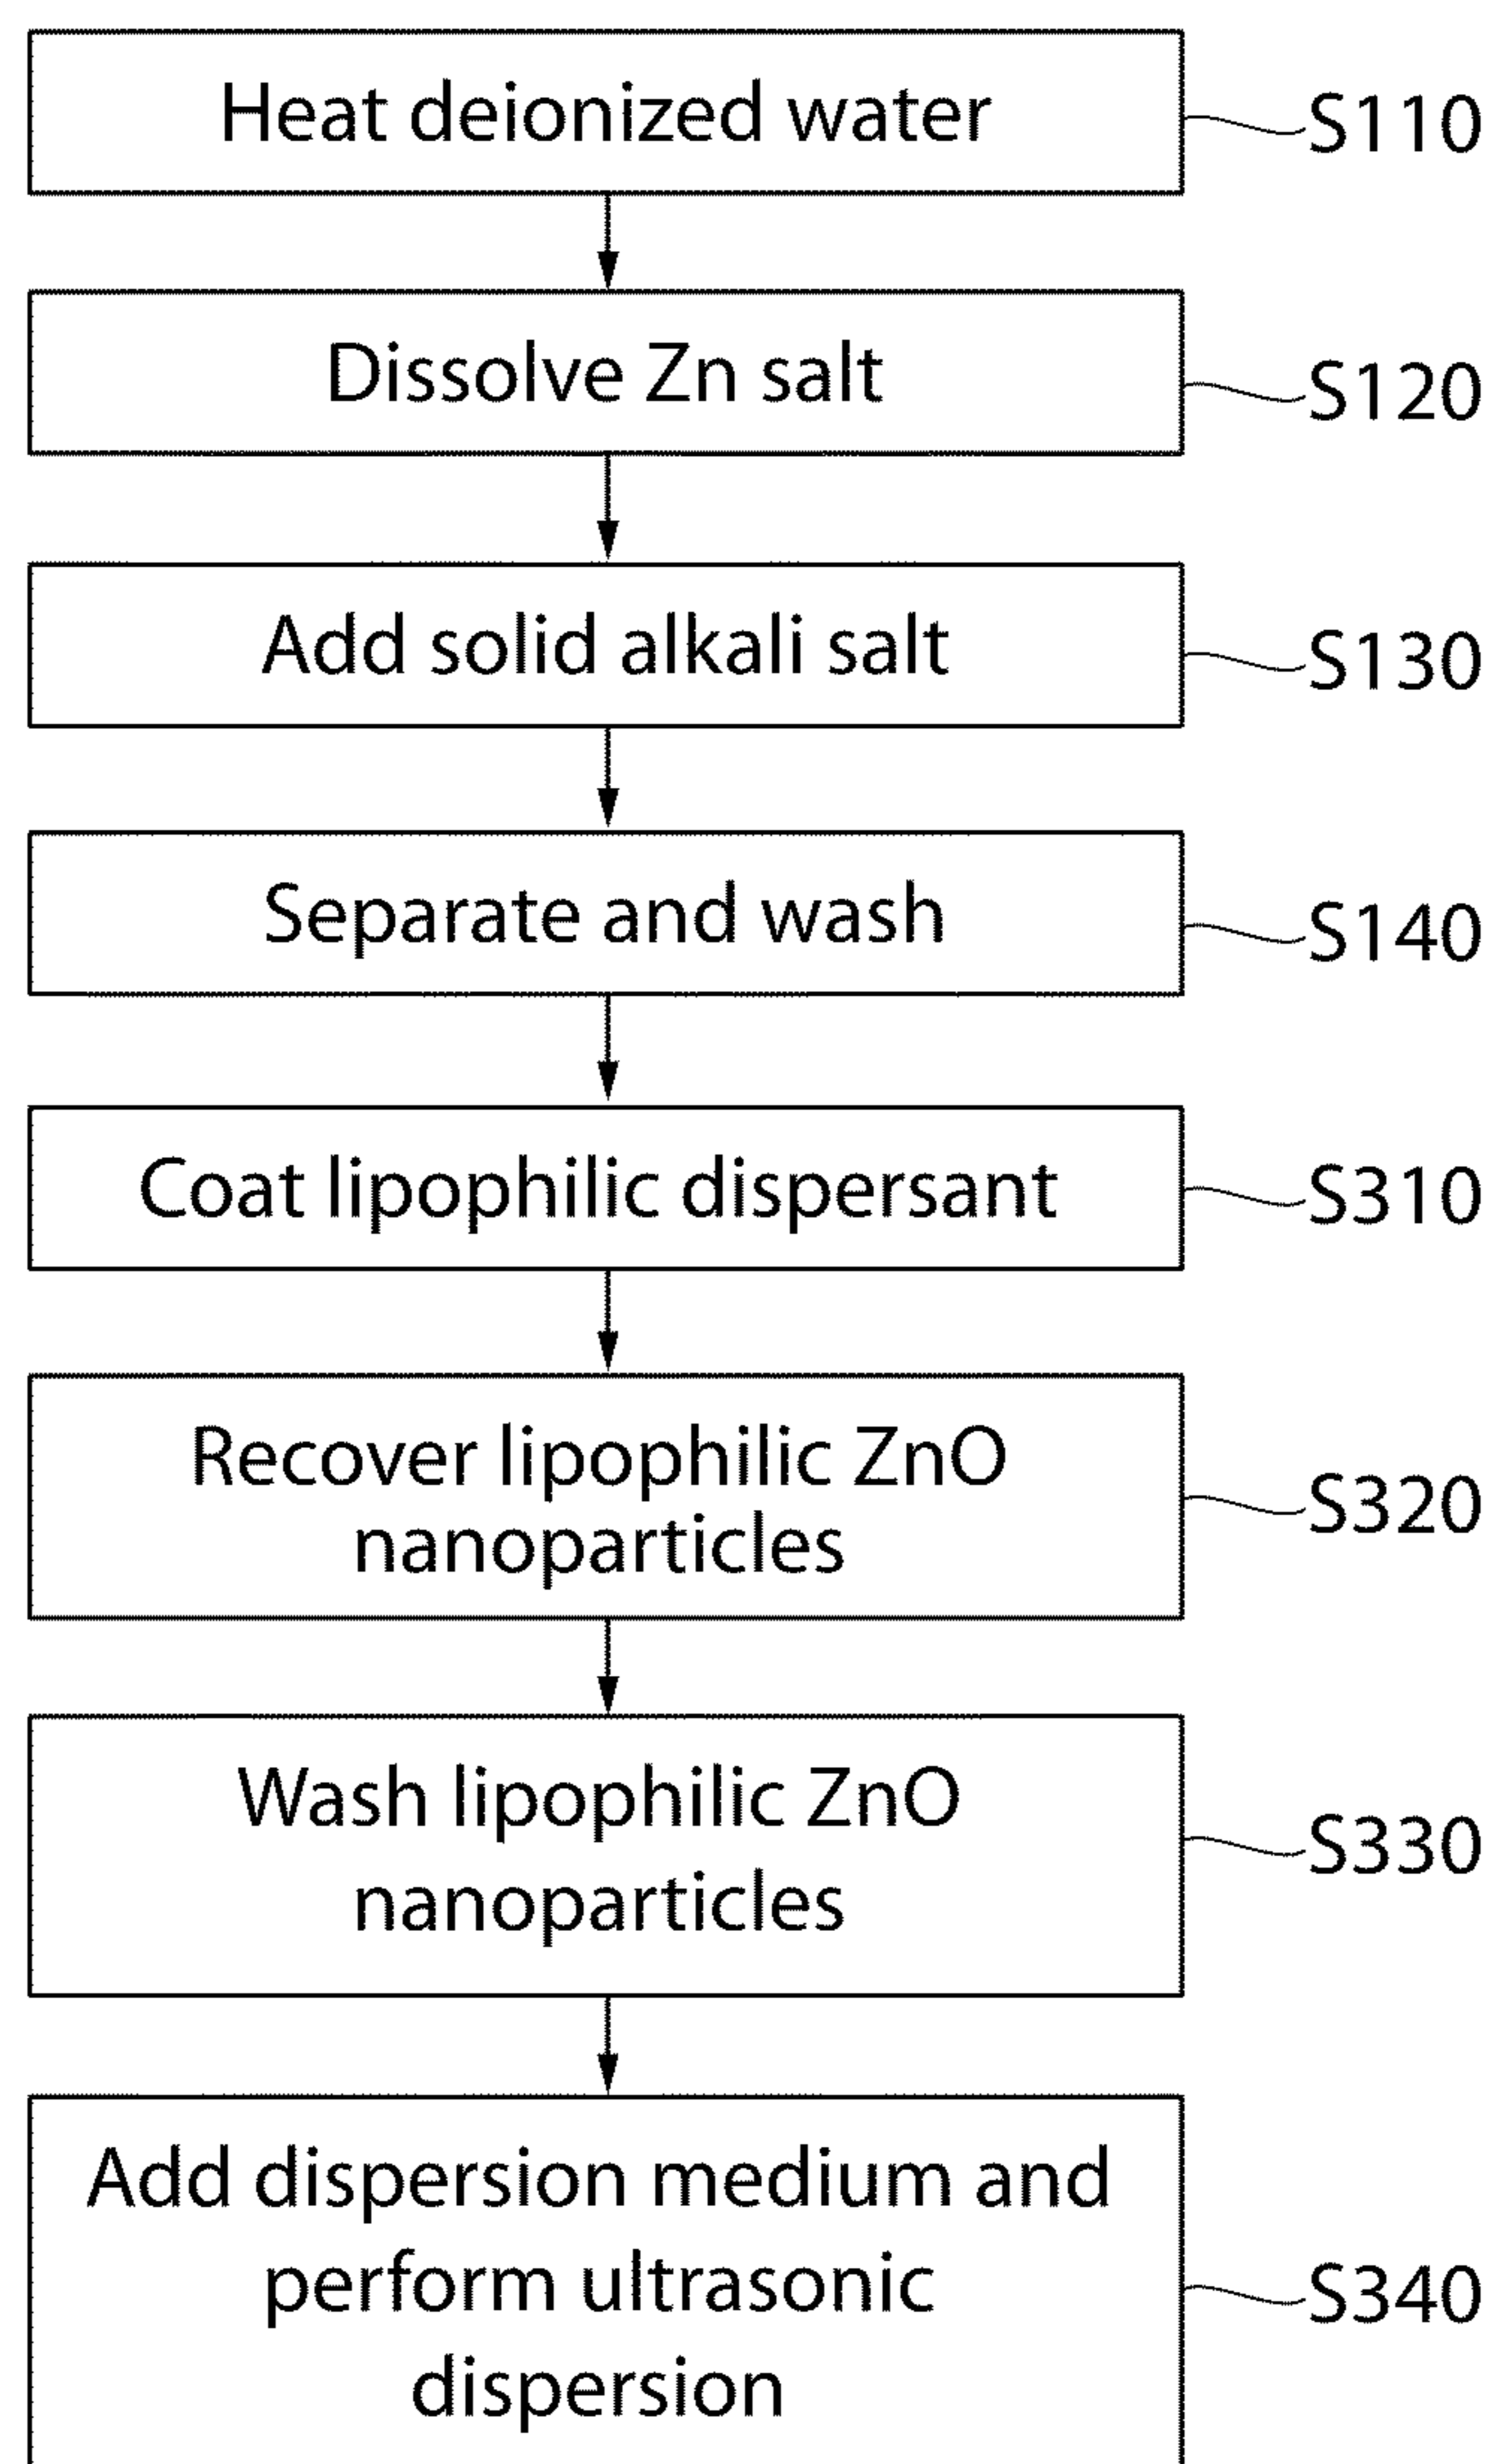 Heat deionized water
S110
Dissolve Zn salt
S120
Add solid alkali salt
S130
Separate and wash
S140
Coat lipophilic dispersant
S310
Recover lipophilic ZnO
nanoparticles
S320
Wash lipophilic ZnO
nanoparticles
S330
Add dispersion medium and
perform ultrasonic
dispersion
S340